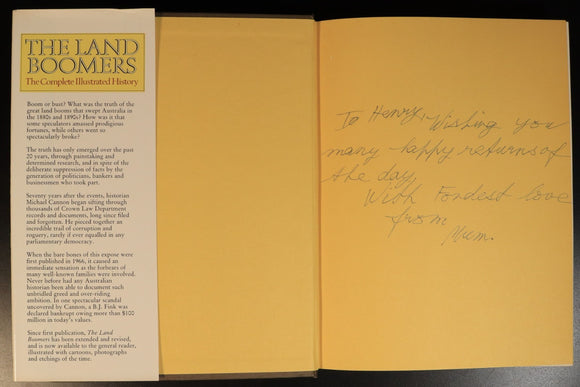 THE LAND
BOOMERS
The Complete Illustrated History
Boom or bust? What was the truth of
the great land booms that swept Australia in
the 1880s and 1890s? How was it that
some speculators amassed prodigious
fortunes, while others went so
spectacularly broke?
The truth has only emerged over the past
20 years, through painstaking and
determined research, and in spite of
the deliberate suppression of facts by the
generation of politicians, bankers and
businessmen who took part.
Seventy years after the events, historian
Michael Cannon began sifting through
thousands of Crown Law Department
records and documents, long since filed
and forgotten. He pieced together an
incredible trail of corruption and
roguery, rarely if ever equalled in any
parliamentary democracy.
When the bare bones of this expose were
first published in 1966, it caused an
immediate sensation as the forbears of
many well-known families were involved.
Never before had any Australian
historian been able to document such
unbridled greed and over-riding
ambition. In one spectacular scandal
uncovered by Cannon, a B.J. Fink was
declared bankrupt owing more than $100
million in today's values.
Since first publication, The Land
Boomers has been extended and revised,
and is now available to the general reader,
illustrated with cartoons, photographs
and etchings of the time.
To Henry, Wishing you
many happy returns of
the day,
With Fondest love
from
Mum.